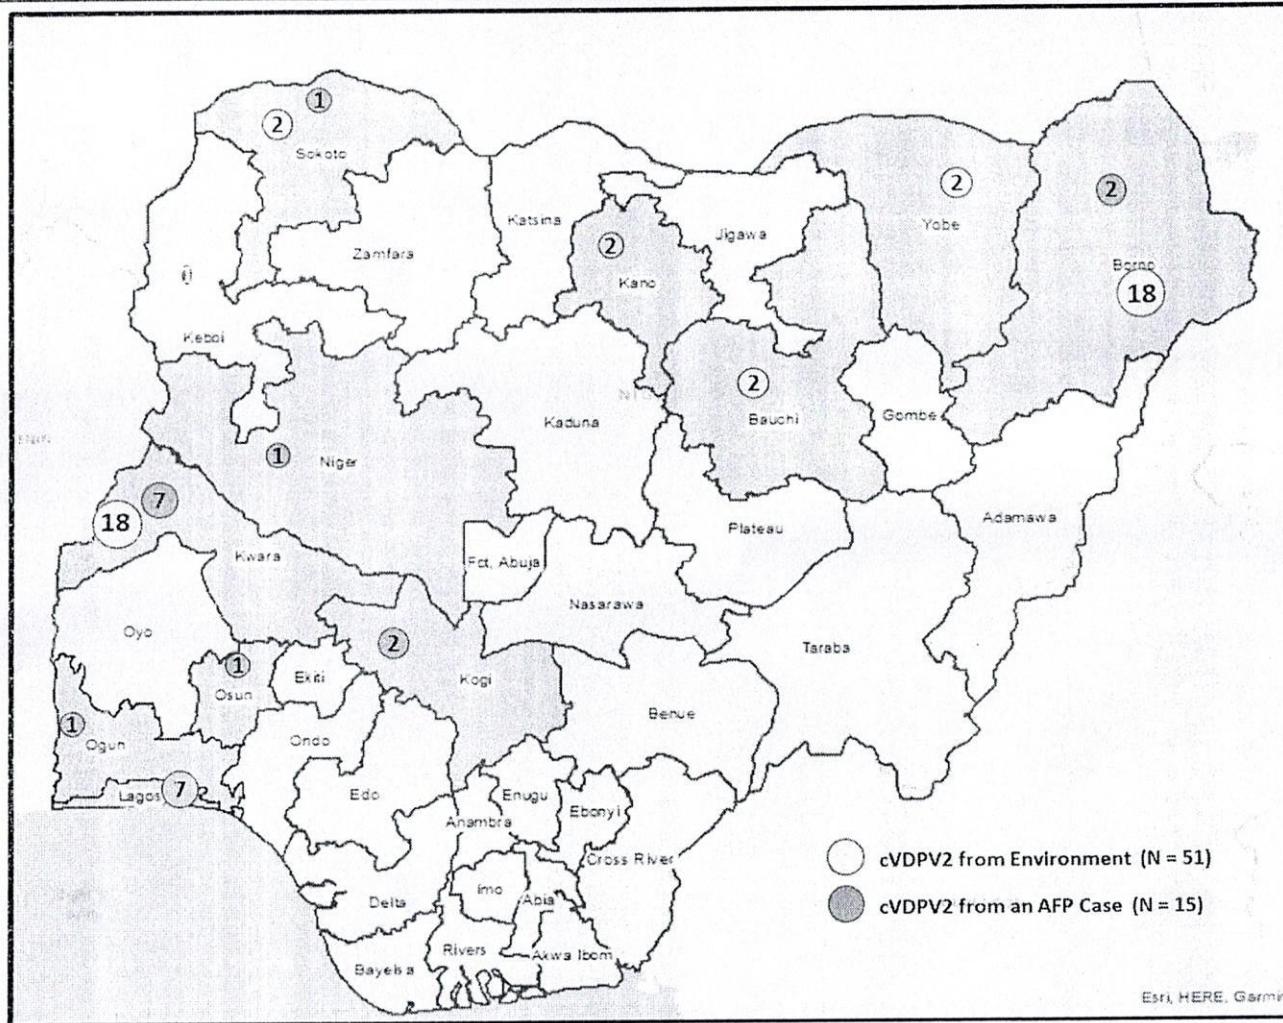 1
2
Sokoto
Katsina
Zamfara
Jigawa
2
Kano
2
Yobe
2
Borno
18
Kebbi
2
Bauchi
Gombe
Kaduna
1
Niger
7
18
Kwara
Plateau
Adamawa
Fct, Abuja
Nasarawa
Oyo
2
Kogi
Taraba
1
Osun
Ekiti
Benue
1
Ogun
Ondo
7
Lagos
Edo
Enugu
Anambra
Ebonyi
Cross River
cVDPV2 from Environment (N = 51)
Imo
Abia
Delta
cVDPV2 from an AFP Case (N = 15)
Rivers
Akwa Ibom
Bayelsa
Esri, HERE, Garmin